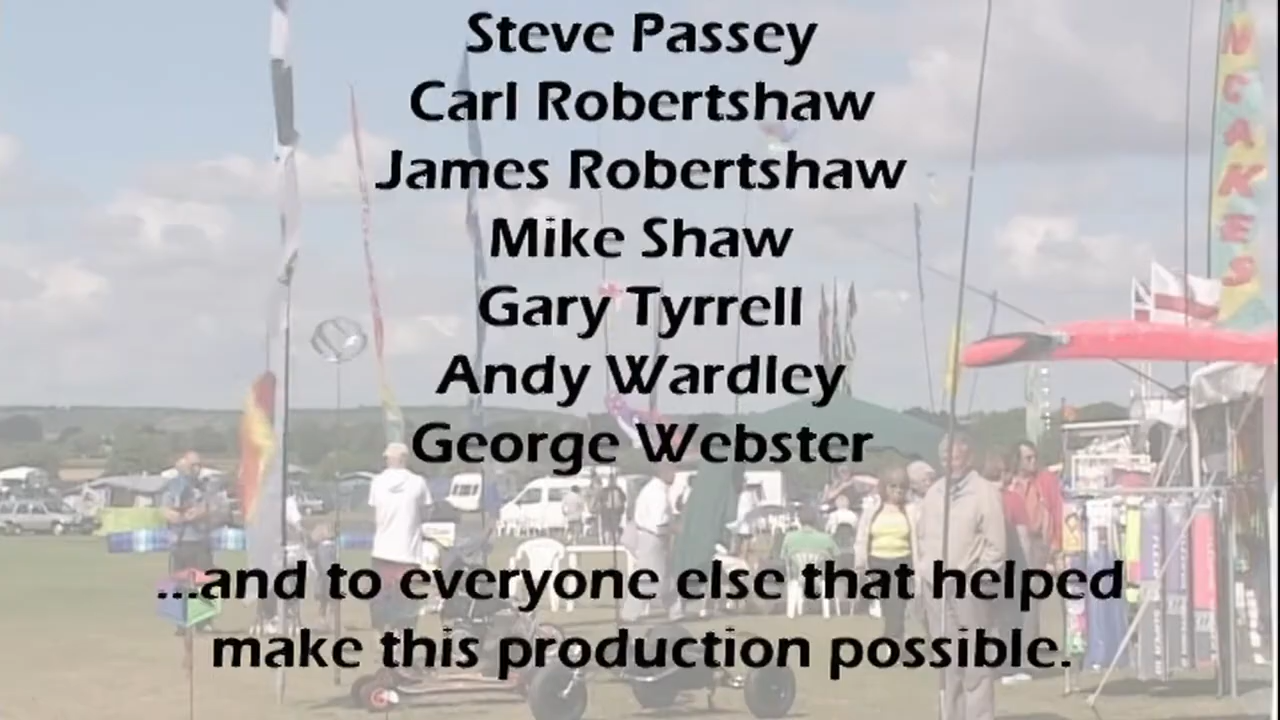 Steve Passey
Carl Robertshaw
James Robertshaw
Mike Shaw
Gary Tyrrell
Andy Wardley
George Webster
...and to everyone else that helped
make this production possible.
NCAKES